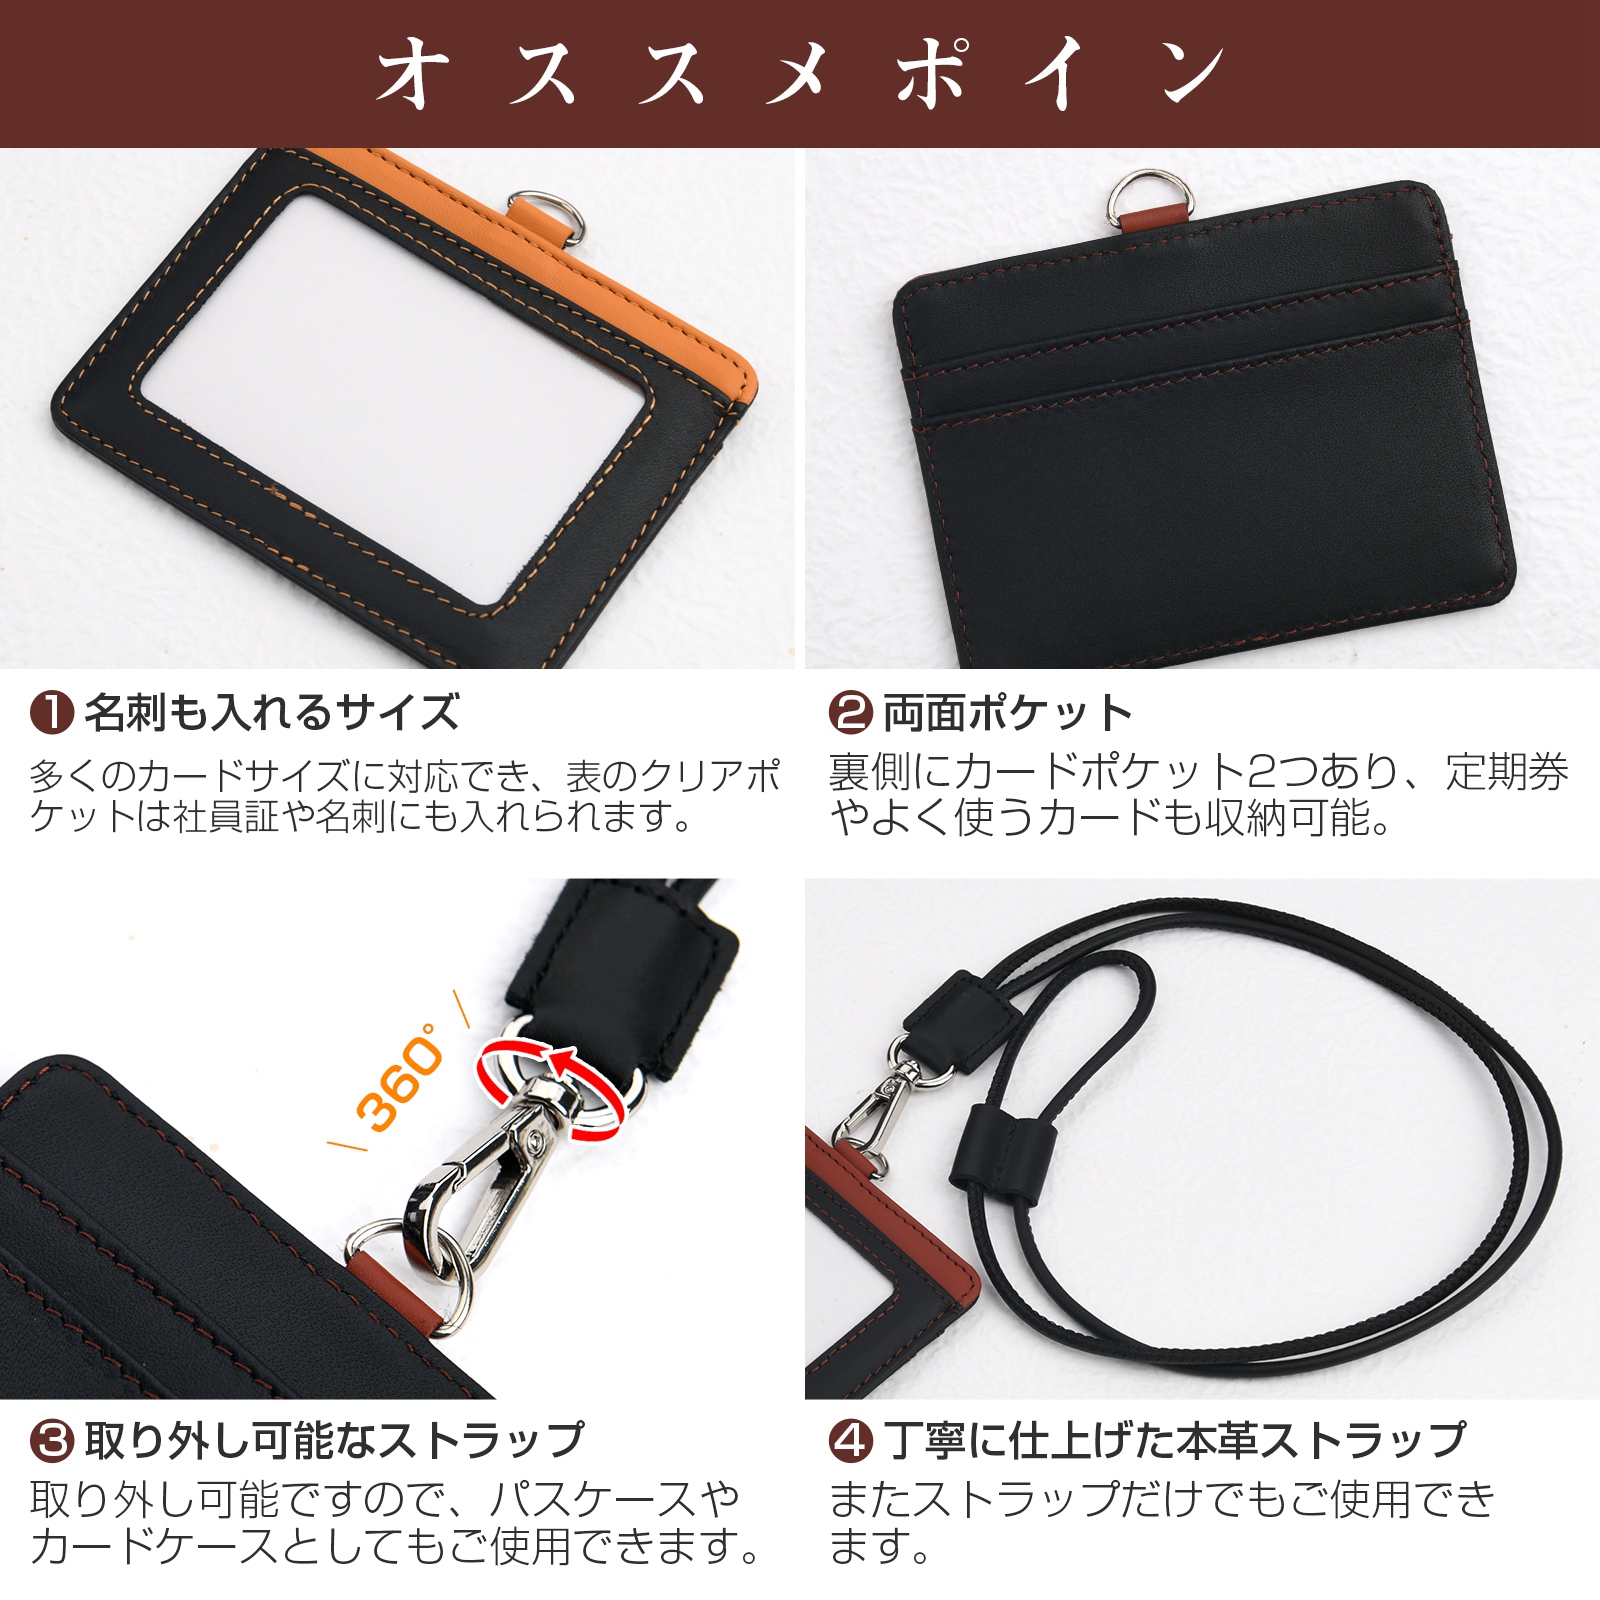 オススメポイン
1 名刺も入れるサイズ
多くのカードサイズに対応でき、表のクリアポ
ケットは社員証や名刺にも入れられます。
2 両面ポケット
裏側にカードポケット2つあり、定期券
やよく使うカードも収納可能。
360°
3 取り外し可能なストラップ
取り外し可能ですので、パスケースや
カードケースとしてもご使用できます。
4 丁寧に仕上げた本革ストラップ
またストラップだけでもご使用でき
ます。